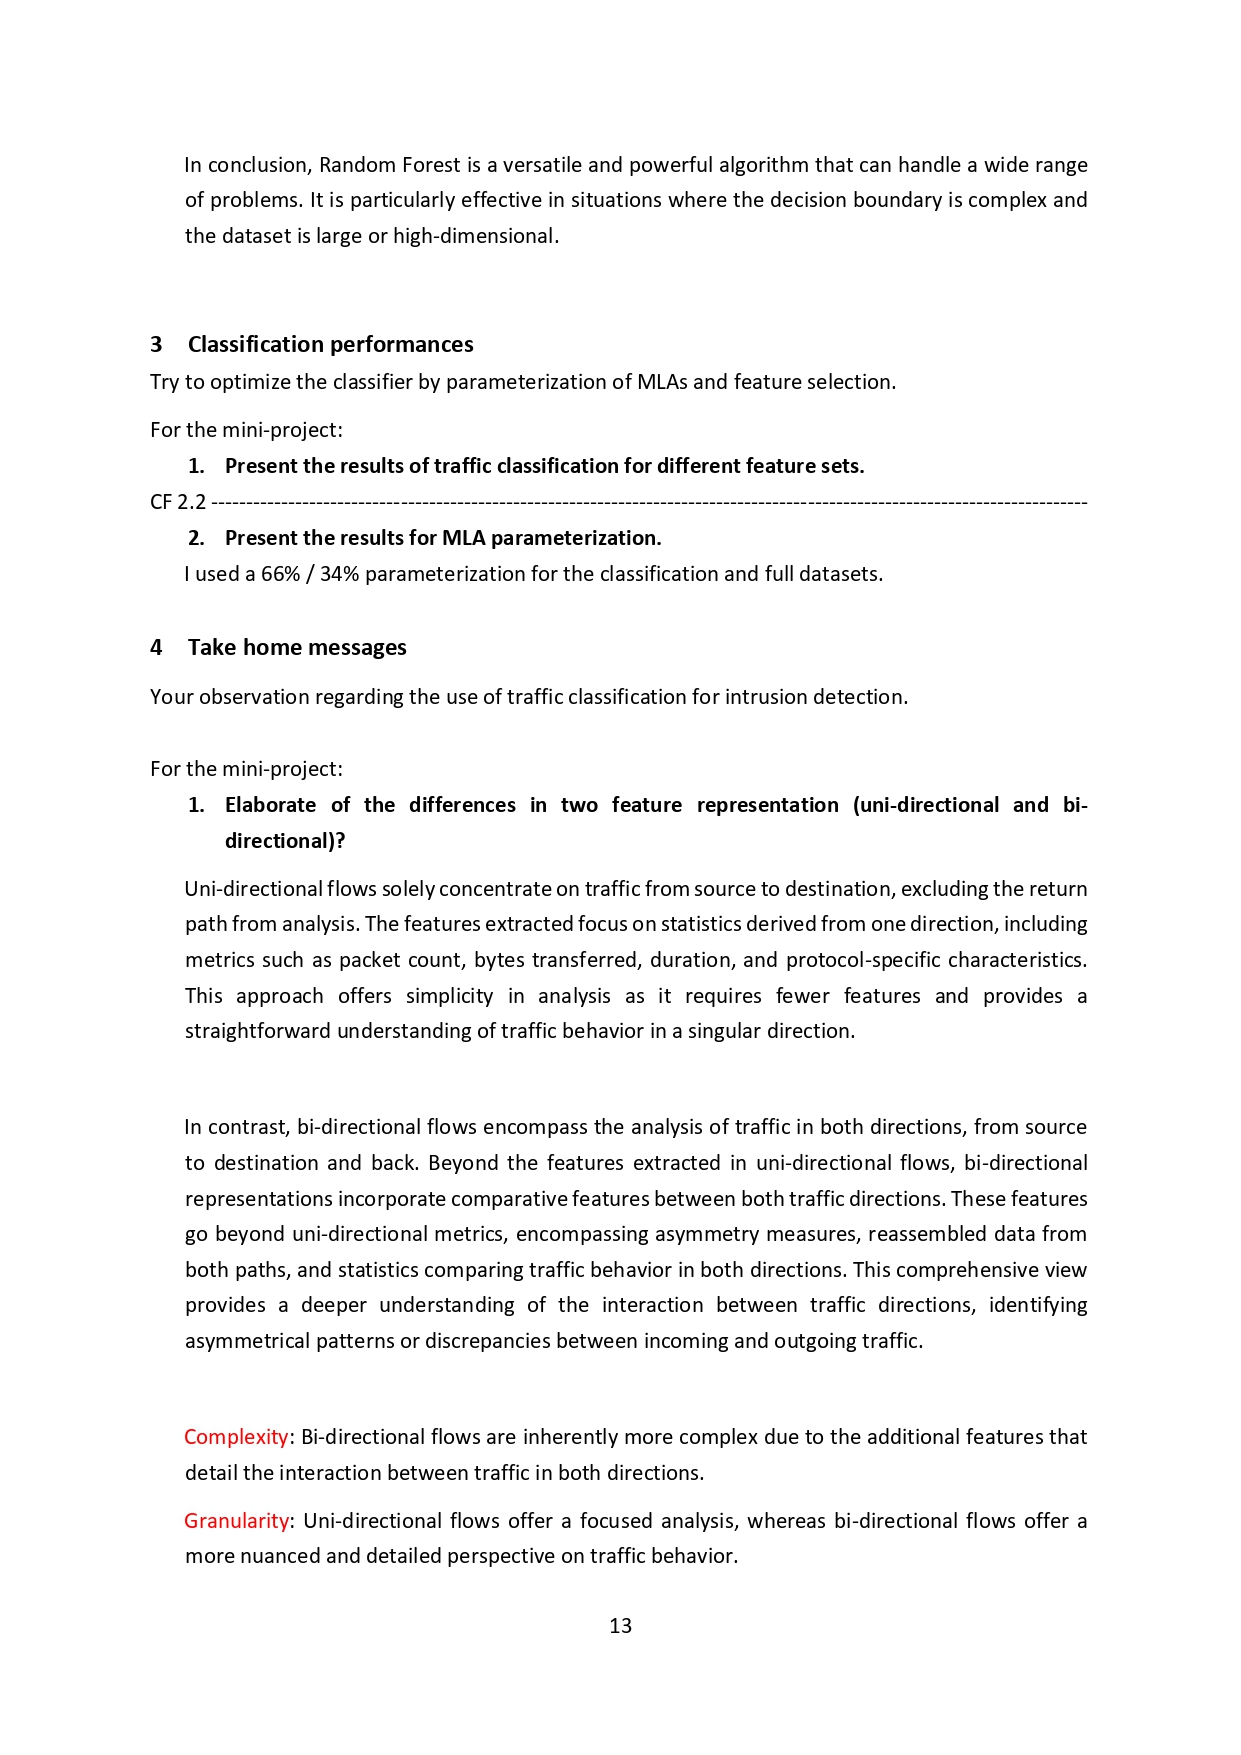 In conclusion, Random Forest is a versatile and powerful algorithm that can handle a wide range
of problems. It is particularly effective in situations where the decision boundary is complex and
the dataset is large or high-dimensional.
3 Classification performances
Try to optimize the classifier by parameterization of MLAs and feature selection.
For the mini-project:
1. Present the results of traffic classification for different feature sets.
CF 2.2 -----------------------------------------------------------------------------------------------------------------------------
2. Present the results for MLA parameterization.
I used a 66% / 34% parameterization for the classification and full datasets.
4 Take home messages
Your observation regarding the use of traffic classification for intrusion detection.
For the mini-project:
1. Elaborate of the differences in two feature representation (uni-directional and bi-
directional)?
Uni-directional flows solely concentrate on traffic from source to destination, excluding the return
path from analysis. The features extracted focus on statistics derived from one direction, including
metrics such as packet count, bytes transferred, duration, and protocol-specific characteristics.
This approach offers simplicity in analysis as it requires fewer features and provides a
straightforward understanding of traffic behavior in a singular direction.
In contrast, bi-directional flows encompass the analysis of traffic in both directions, from source
to destination and back. Beyond the features extracted in uni-directional flows, bi-directional
representations incorporate comparative features between both traffic directions. These features
go beyond uni-directional metrics, encompassing asymmetry measures, reassembled data from
both paths, and statistics comparing traffic behavior in both directions. This comprehensive view
provides a deeper understanding of the interaction between traffic directions, identifying
asymmetrical patterns or discrepancies between incoming and outgoing traffic.
Complexity: Bi-directional flows are inherently more complex due to the additional features that
detail the interaction between traffic in both directions.
Granularity: Uni-directional flows offer a focused analysis, whereas bi-directional flows offer a
more nuanced and detailed perspective on traffic behavior.
13